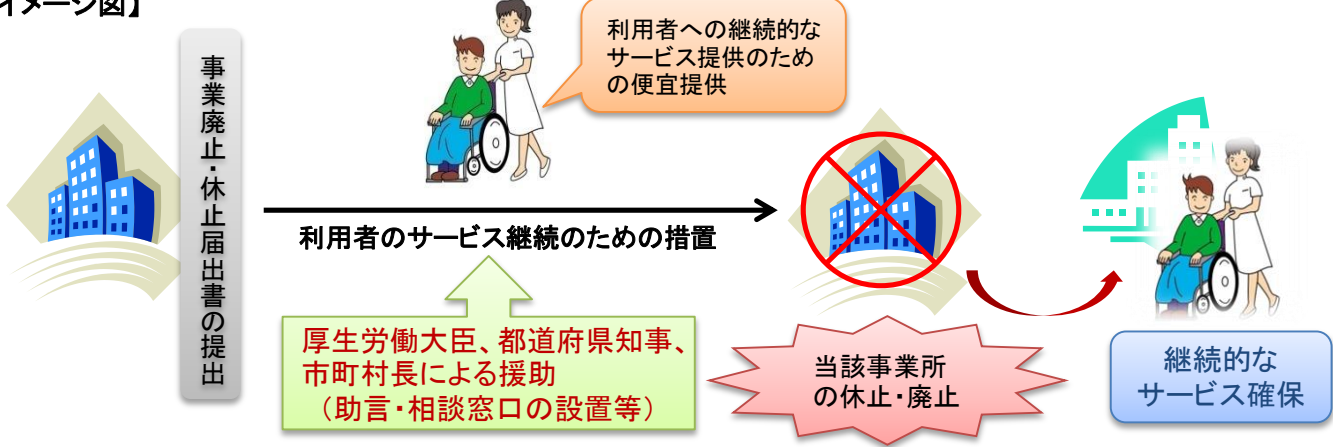 イメージ図】
事業廃止・休止届出書の提出
利用者への継続的な
サービス提供のため
の便宜提供
利用者のサービス継続のための措置
厚生労働大臣、都道府県知事、
市町村長による援助
（助言・相談窓口の設置等）
当該事業所
の休止・廃止
継続的な
サービス確保